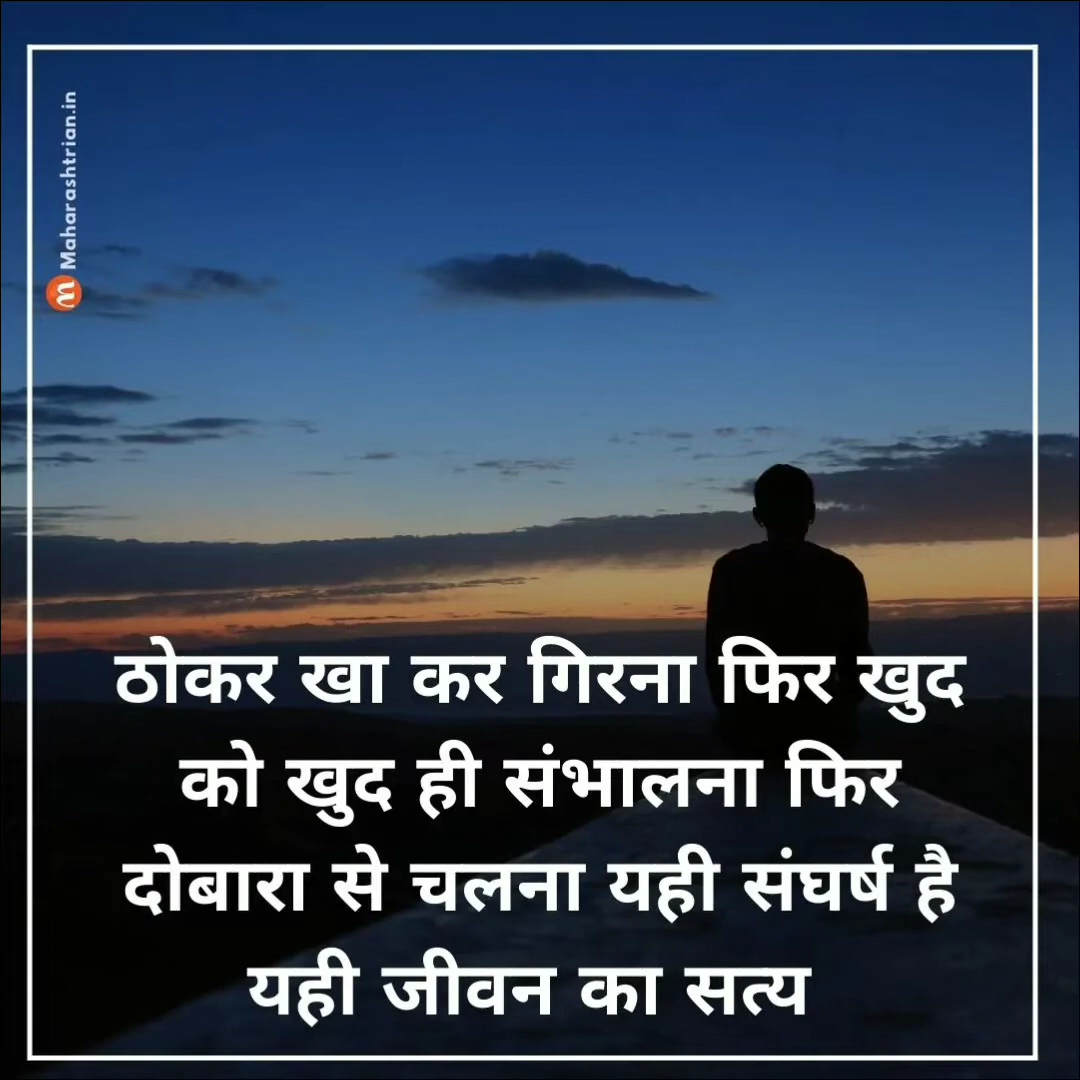 Maharashtrian.in
ठोकर खा कर गिरना फिर खुद
को खुद ही संभालना फिर
दोबारा से चलना यही संघर्ष है
यही जीवन का सत्य